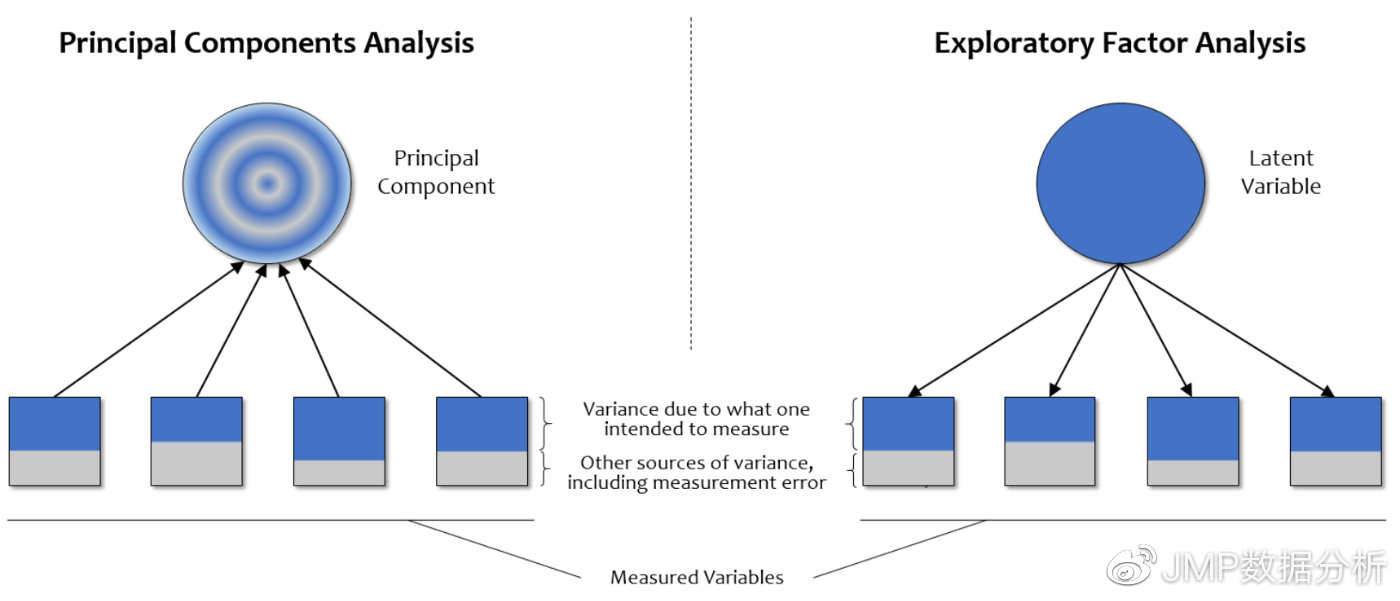 Principal Components Analysis
Exploratory Factor Analysis
Principal
Component
Latent
Variable
Variance due to what one
intended to measure
Other sources of variance,
including measurement error
Measured Variables
JMP数据分析